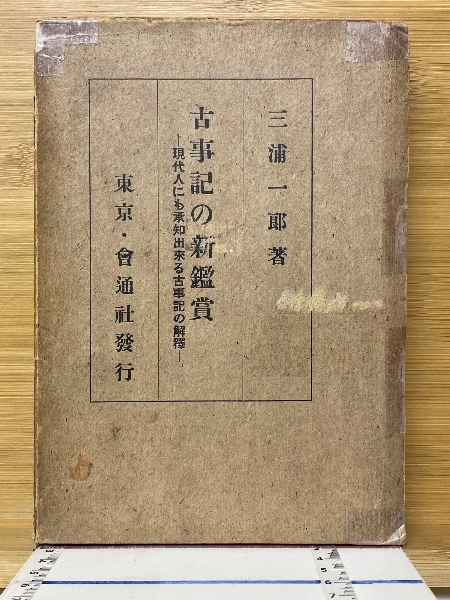 三浦一郎著
古事記の新鑑賞
―現代人にも承知出來る古事記の解釋―
東京・會通社發行